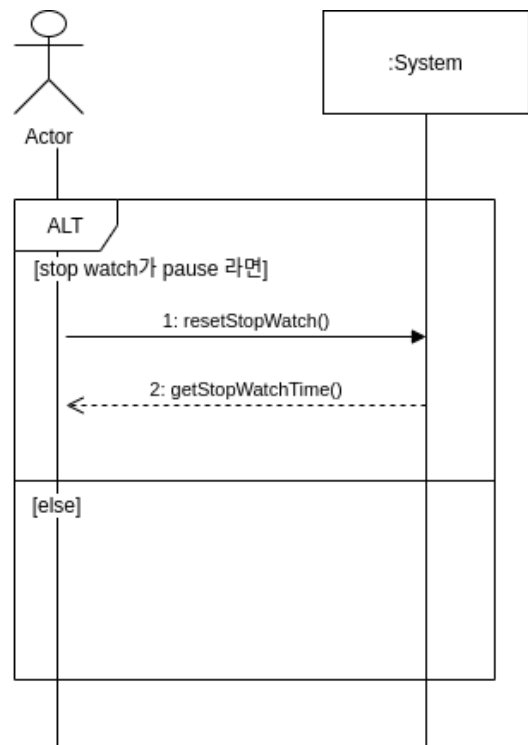 :System
Actor
ALT
[stop watch가 pause 라면]
1: resetStopWatch()
2: getStopWatchTime()
[else]